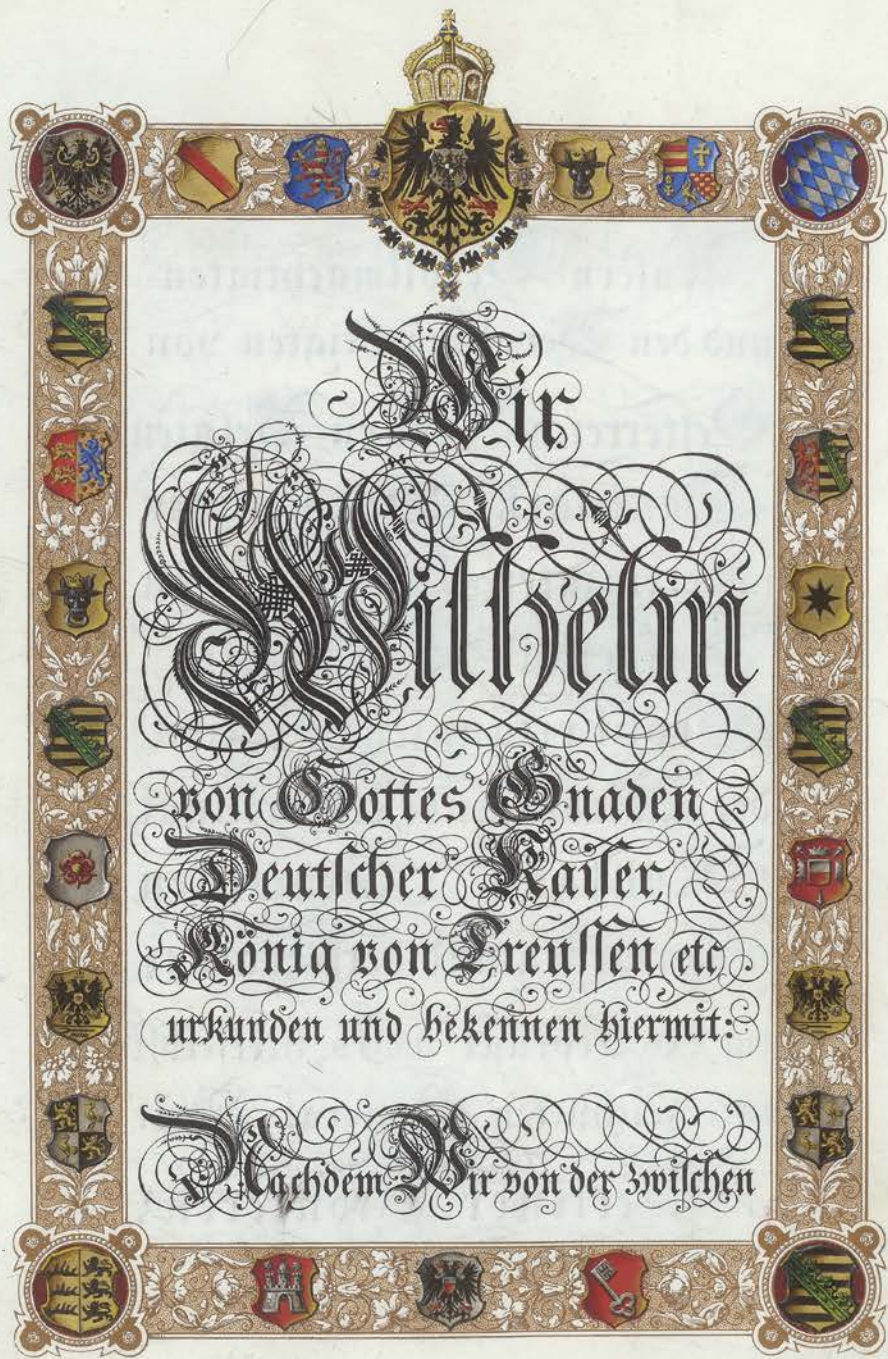 Wir
Wilhelm
von Gottes Gnaden
Deutſcher Kaiſer,
König von Preuſſen etc
urkunden und bekennen hiermit:
Nachdem Wir von der zwiſchen